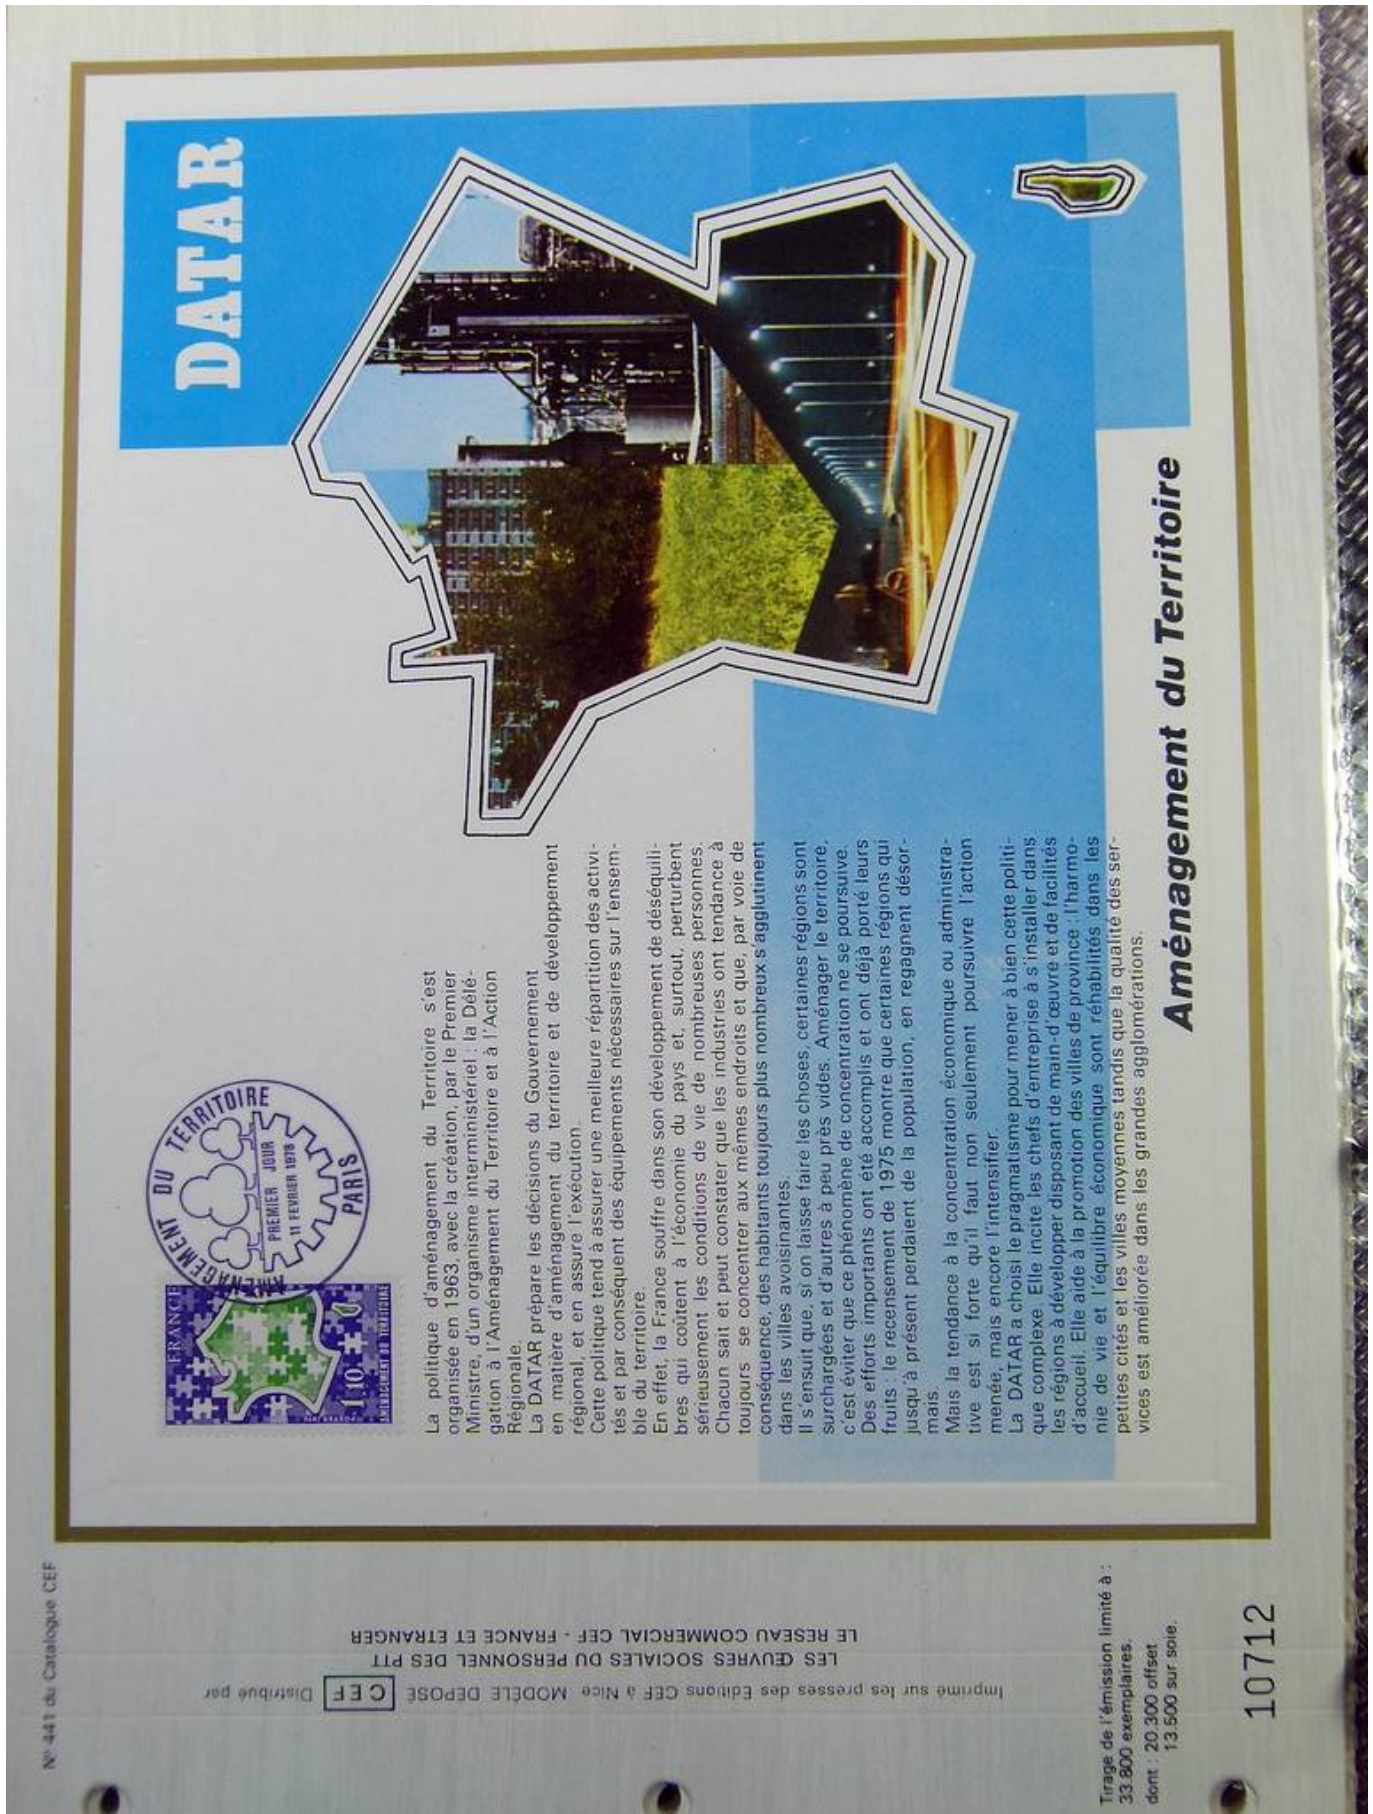 N° 441 du Catalogue CEF
DATAR
FRANCE
1,10
AMENAGEMENT DU TERRITOIRE
AMENAGEMENT DU TERRITOIRE
PREMIER JOUR
11 FEVRIER 1978
PARIS
La politique d'aménagement du Territoire s'est
organisée en 1963, avec la création, par le Premier
Ministre, d'un organisme interministériel : la Délé-
gation à l'Aménagement du Territoire et à l'Action
Régionale.
La DATAR prépare les décisions du Gouvernement
en matière d'aménagement du territoire et de développement
régional, et en assure l'exécution.
Cette politique tend à assurer une meilleure répartition des activi-
tés et par conséquent des équipements nécessaires sur l'ensem-
ble du territoire.
En effet, la France souffre dans son développement de déséquili-
bres qui coûtent à l'économie du pays et, surtout, perturbent
sérieusement les conditions de vie de nombreuses personnes.
Chacun sait et peut constater que les industries ont tendance à
toujours se concentrer aux mêmes endroits et que, par voie de
conséquence, des habitants toujours plus nombreux s'agglutinent
dans les villes avoisinantes.
Il s'ensuit que, si on laisse faire les choses, certaines régions sont
surchargées et d'autres à peu près vides. Aménager le territoire,
c'est éviter que ce phénomène de concentration ne se poursuive.
Des efforts importants ont été accomplis et ont déjà porté leurs
fruits : le recensement de 1975 montre que certaines régions qui
jusqu'à présent perdaient de la population, en regagnent désor-
mais.
Mais la tendance à la concentration économique ou administra-
tive est si forte qu'il faut non seulement poursuivre l'action
menée, mais encore l'intensifier.
La DATAR a choisi le pragmatisme pour mener à bien cette politi-
que complexe. Elle incite les chefs d'entreprise à s'installer dans
les régions à développer disposant de main-d'œuvre et de facilités
d'accueil. Elle aide à la promotion des villes de province : l'harmo-
nie de vie et l'équilibre économique sont réhabilités dans les
petites cités et les villes moyennes tandis que la qualité des ser-
vices est améliorée dans les grandes agglomérations.
Aménagement du Territoire
Imprimé sur les presses des Editions CEF à Nice MODÈLE DÉPOSÉ CEF Distribué par
LES ŒUVRES SOCIALES DU PERSONNEL DES PTT
LE RESEAU COMMERCIAL CEF - FRANCE ET ETRANGER
Tirage de l'émission limité à :
33.800 exemplaires.
dont : 20.300 offset
13.500 sur soie.
10712